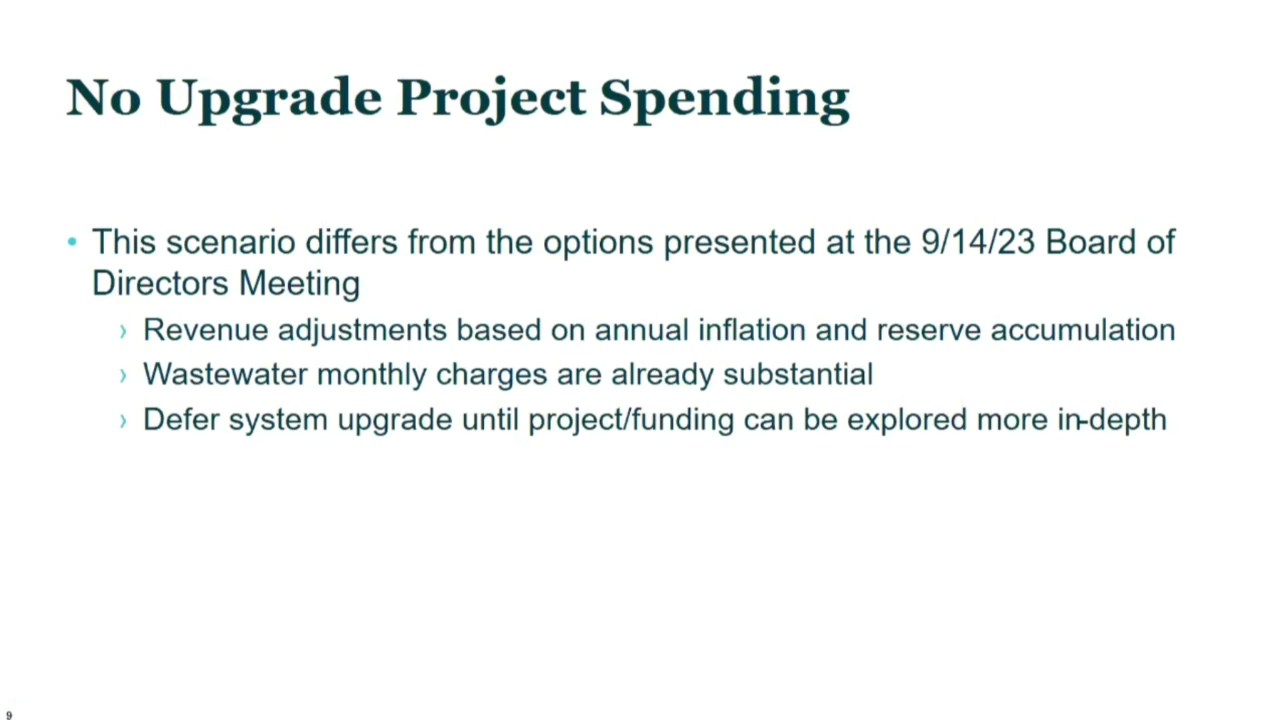 No Upgrade Project Spending
• This scenario differs from the options presented at the 9/14/23 Board of
Directors Meeting
› Revenue adjustments based on annual inflation and reserve accumulation
› Wastewater monthly charges are already substantial
› Defer system upgrade until project/funding can be explored more in-depth
9